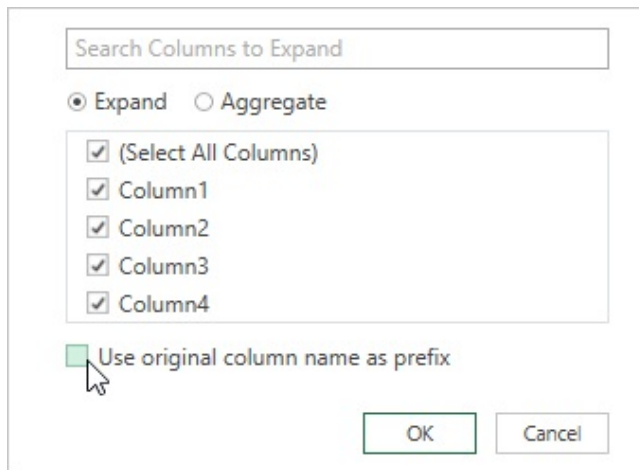 Search Columns to Expand
Expand Aggregate
(Select All Columns)
Column1
Column2
Column3
Column4
Use original column name as prefix
OK Cancel